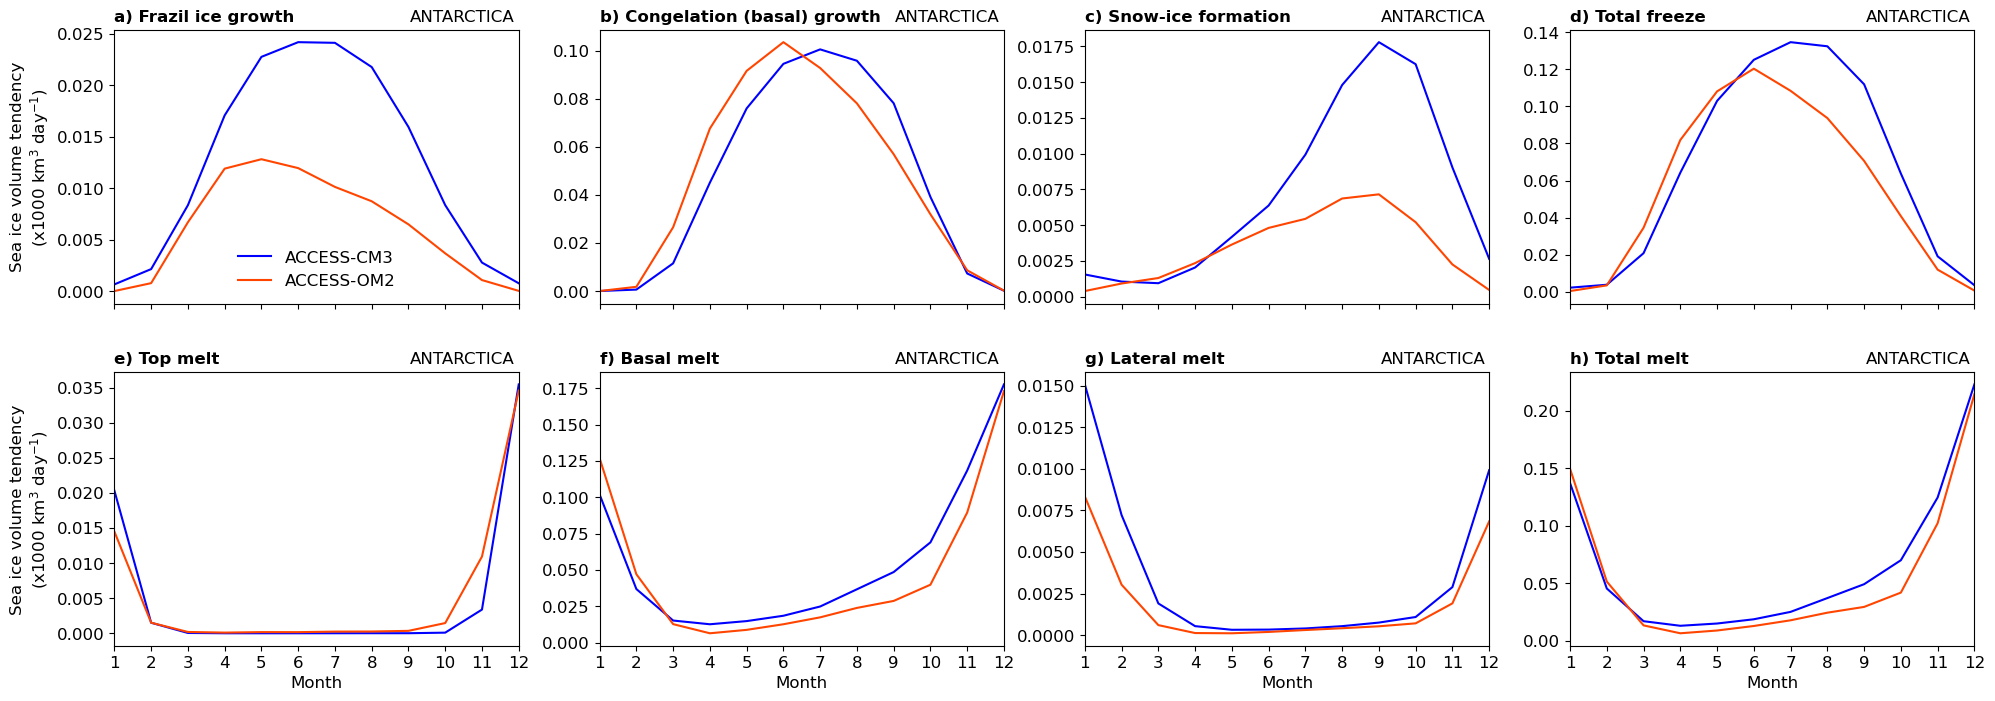 a) Frazil ice growth ANTARCTICA
b) Congelation (basal) growth ANTARCTICA
c) Snow-ice formation ANTARCTICA
d) Total freeze ANTARCTICA
Sea ice volume tendency
(x1000 km³ day⁻¹)
0.025
0.020
0.015
0.010
0.005
0.000
ACCESS-CM3
ACCESS-OM2
0.10
0.08
0.06
0.04
0.02
0.00
0.0175
0.0150
0.0125
0.0100
0.0075
0.0050
0.0025
0.0000
0.14
0.12
0.10
0.08
0.06
0.04
0.02
0.00
e) Top melt ANTARCTICA
f) Basal melt ANTARCTICA
g) Lateral melt ANTARCTICA
h) Total melt ANTARCTICA
Sea ice volume tendency
(x1000 km³ day⁻¹)
0.035
0.030
0.025
0.020
0.015
0.010
0.005
0.000
1 2 3 4 5 6 7 8 9 10 11 12
Month
0.175
0.150
0.125
0.100
0.075
0.050
0.025
0.000
1 2 3 4 5 6 7 8 9 10 11 12
Month
0.0150
0.0125
0.0100
0.0075
0.0050
0.0025
0.0000
1 2 3 4 5 6 7 8 9 10 11 12
Month
0.20
0.15
0.10
0.05
0.00
1 2 3 4 5 6 7 8 9 10 11 12
Month